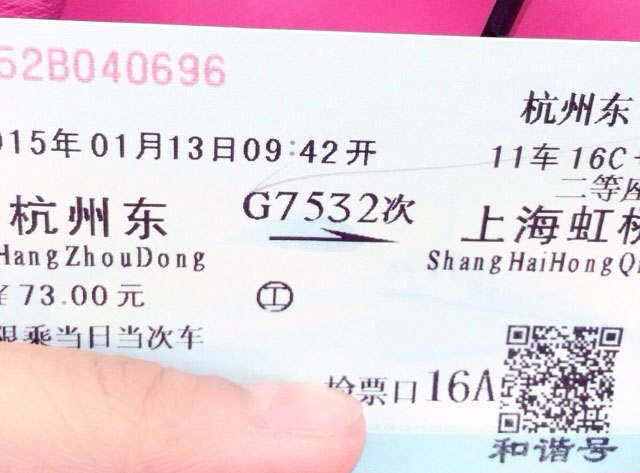 52B040696
杭州东
015年01月13日09:42开
11车16C
二等座
杭州东
G7532次
上海虹桥
HangZhouDong
ShangHaiHongQi
¥73.00元
工
限乘当日当次车
检票口16A
和谐号